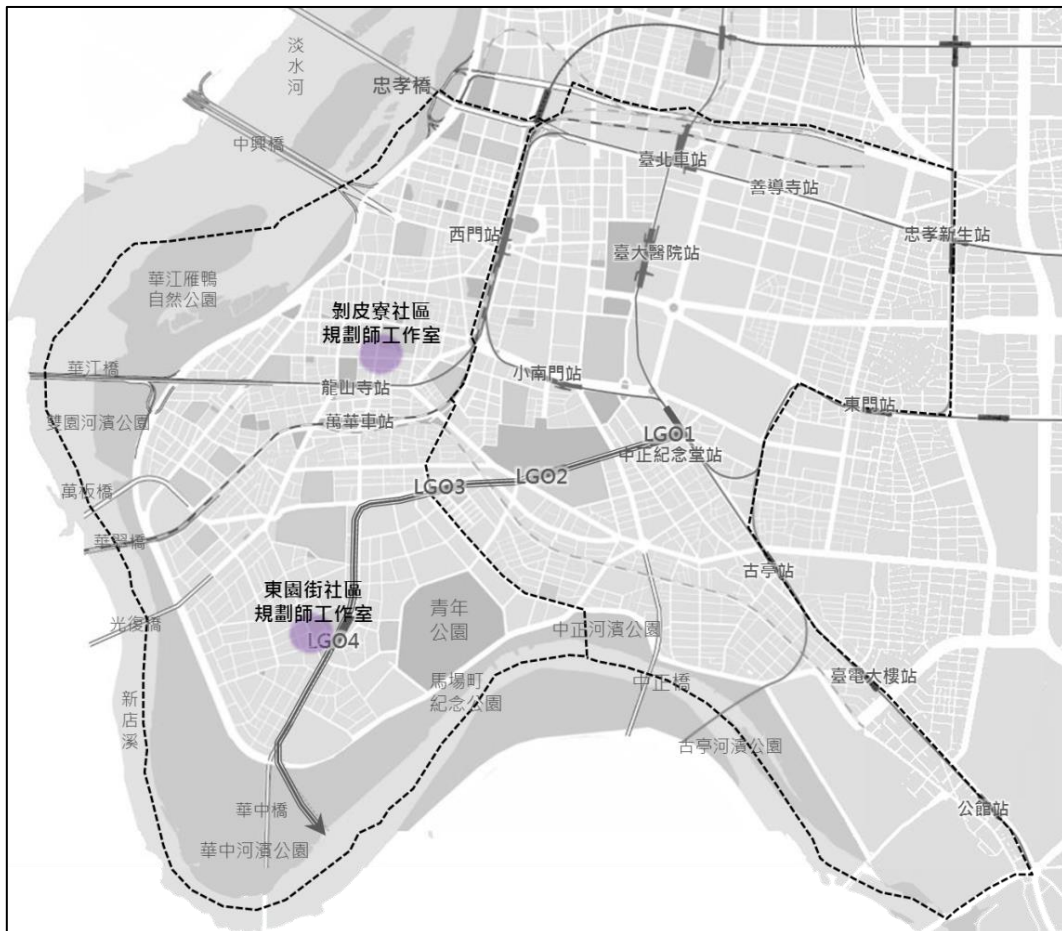 淡水河
忠孝橋
中興橋
臺北車站
善導寺站
西門站
忠孝新生站
臺大醫院站
華江雁鴨
自然公園
剝皮寮社區
規劃師工作室
華江橋
龍山寺站
小南門站
東門站
雙園河濱公園
萬華車站
LG01
中正紀念堂站
LG02
LG03
萬板橋
華翠橋
古亭站
東園街社區
規劃師工作室
青年
公園
光復橋
LG04
中正河濱公園
馬場町
紀念公園
中正橋
臺電大樓站
新店溪
古亭河濱公園
華中橋
公館站
華中河濱公園